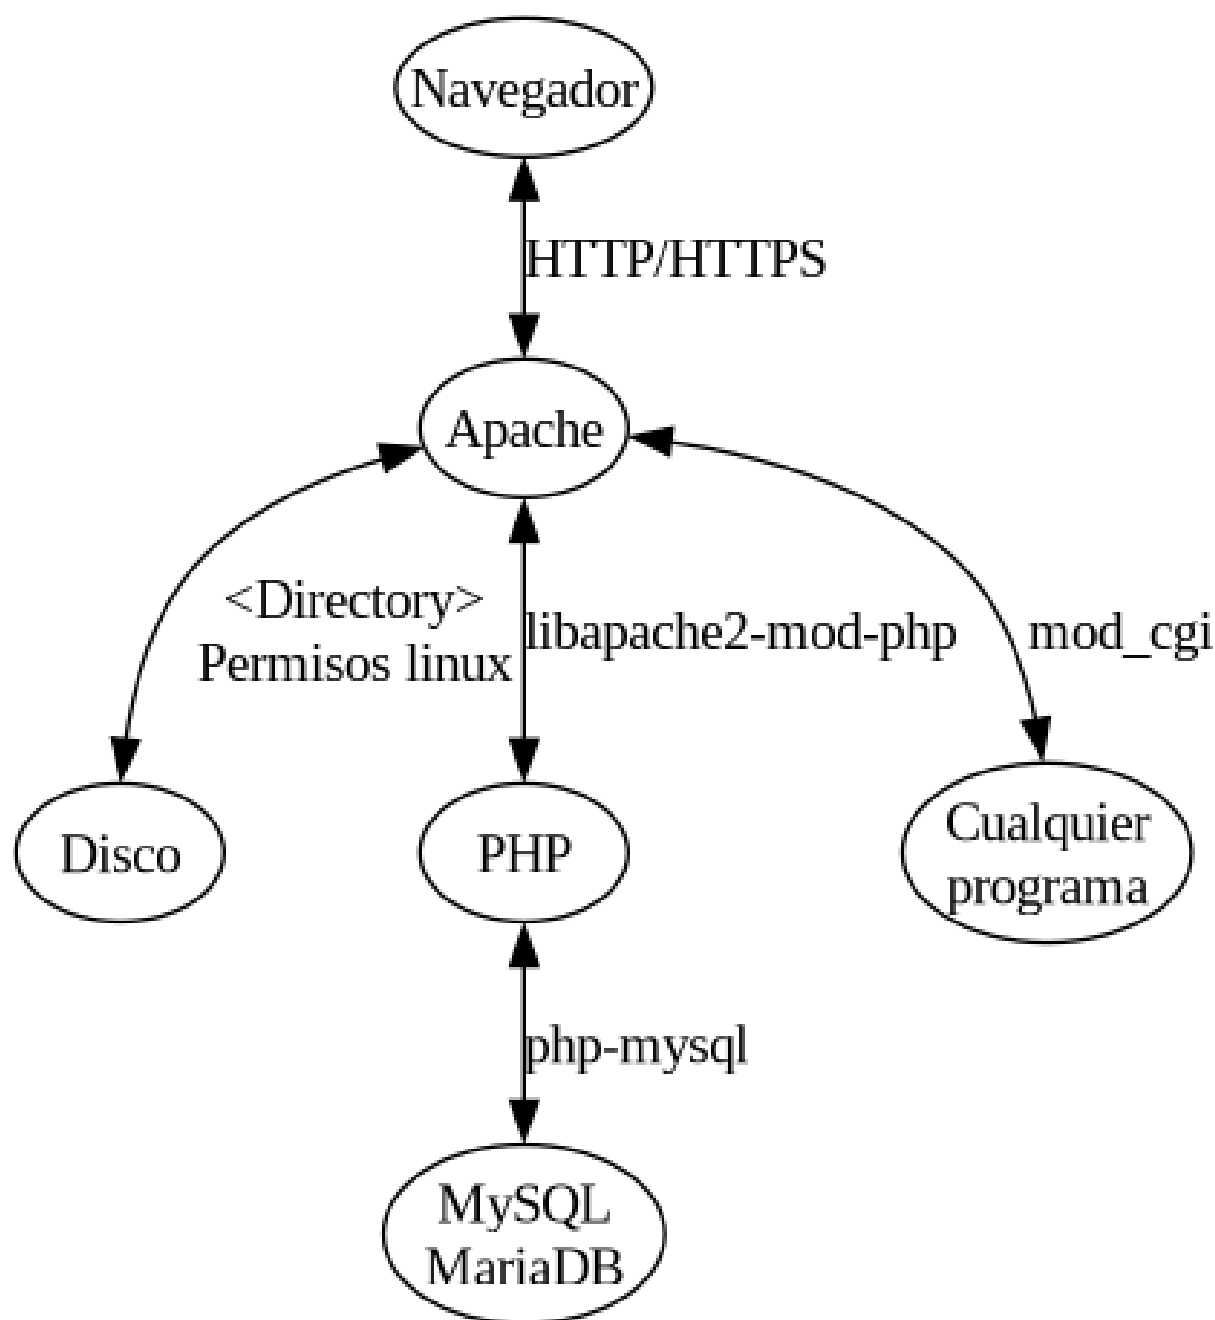 Navegador
HTTP/HTTPS
Apache
<Directory>
Permisos linux
libapache2-mod-php
mod_cgi
Disco
PHP
Cualquier
programa
php-mysql
MySQL
MariaDB